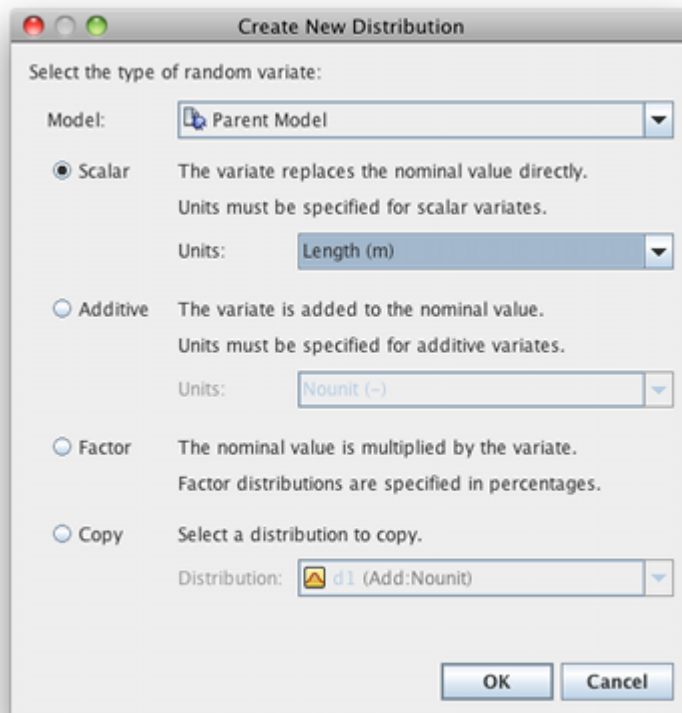 Create New Distribution
Select the type of random variate:
Model: Parent Model
Scalar The variate replaces the nominal value directly.
Units must be specified for scalar variates.
Units: Length (m)
Additive The variate is added to the nominal value.
Units must be specified for additive variates.
Units: Nounit (-)
Factor The nominal value is multiplied by the variate.
Factor distributions are specified in percentages.
Copy Select a distribution to copy.
Distribution: d1 (Add:Nounit)
OK Cancel